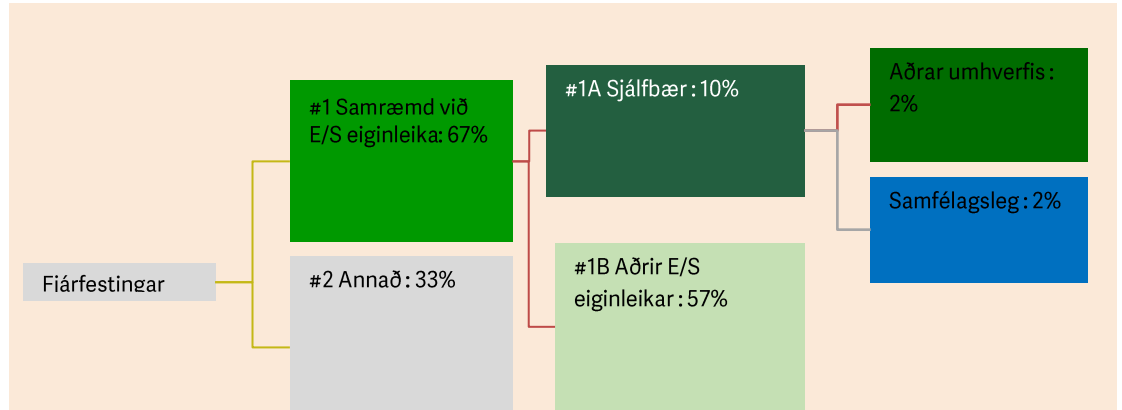 Fjárfestingar
#1 Samræmd við
E/S eiginleika: 67%
#2 Annað : 33%
#1A Sjálfbær : 10%
#1B Aðrir E/S
eiginleikar : 57%
Aðrar umhverfis :
2%
Samfélagsleg : 2%